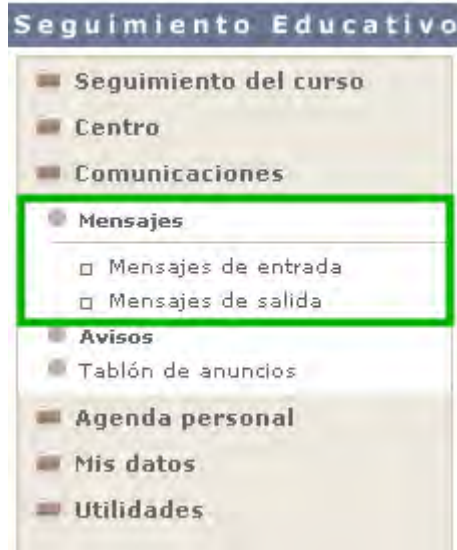 Seguimiento Educativo
Seguimiento del curso
Centro
Comunicaciones
Mensajes
Mensajes de entrada
Mensajes de salida
Avisos
Tablón de anuncios
Agenda personal
Mis datos
Utilidades